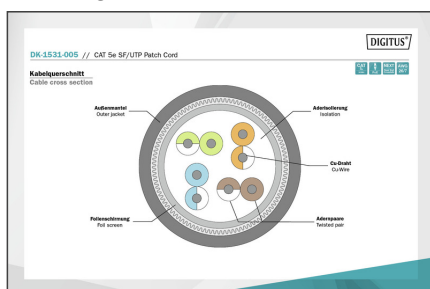 DIGITUS®
DK-1531-005 // CAT 5e SF/UTP Patch Cord
Kabelquerschnitt
Cable cross section
Außenmantel
Outer jacket
Aderisolierung
Isolation
Cu-Draht
Cu-Wire
Folienschirmung
Foil screen
Adernpaare
Twisted pair